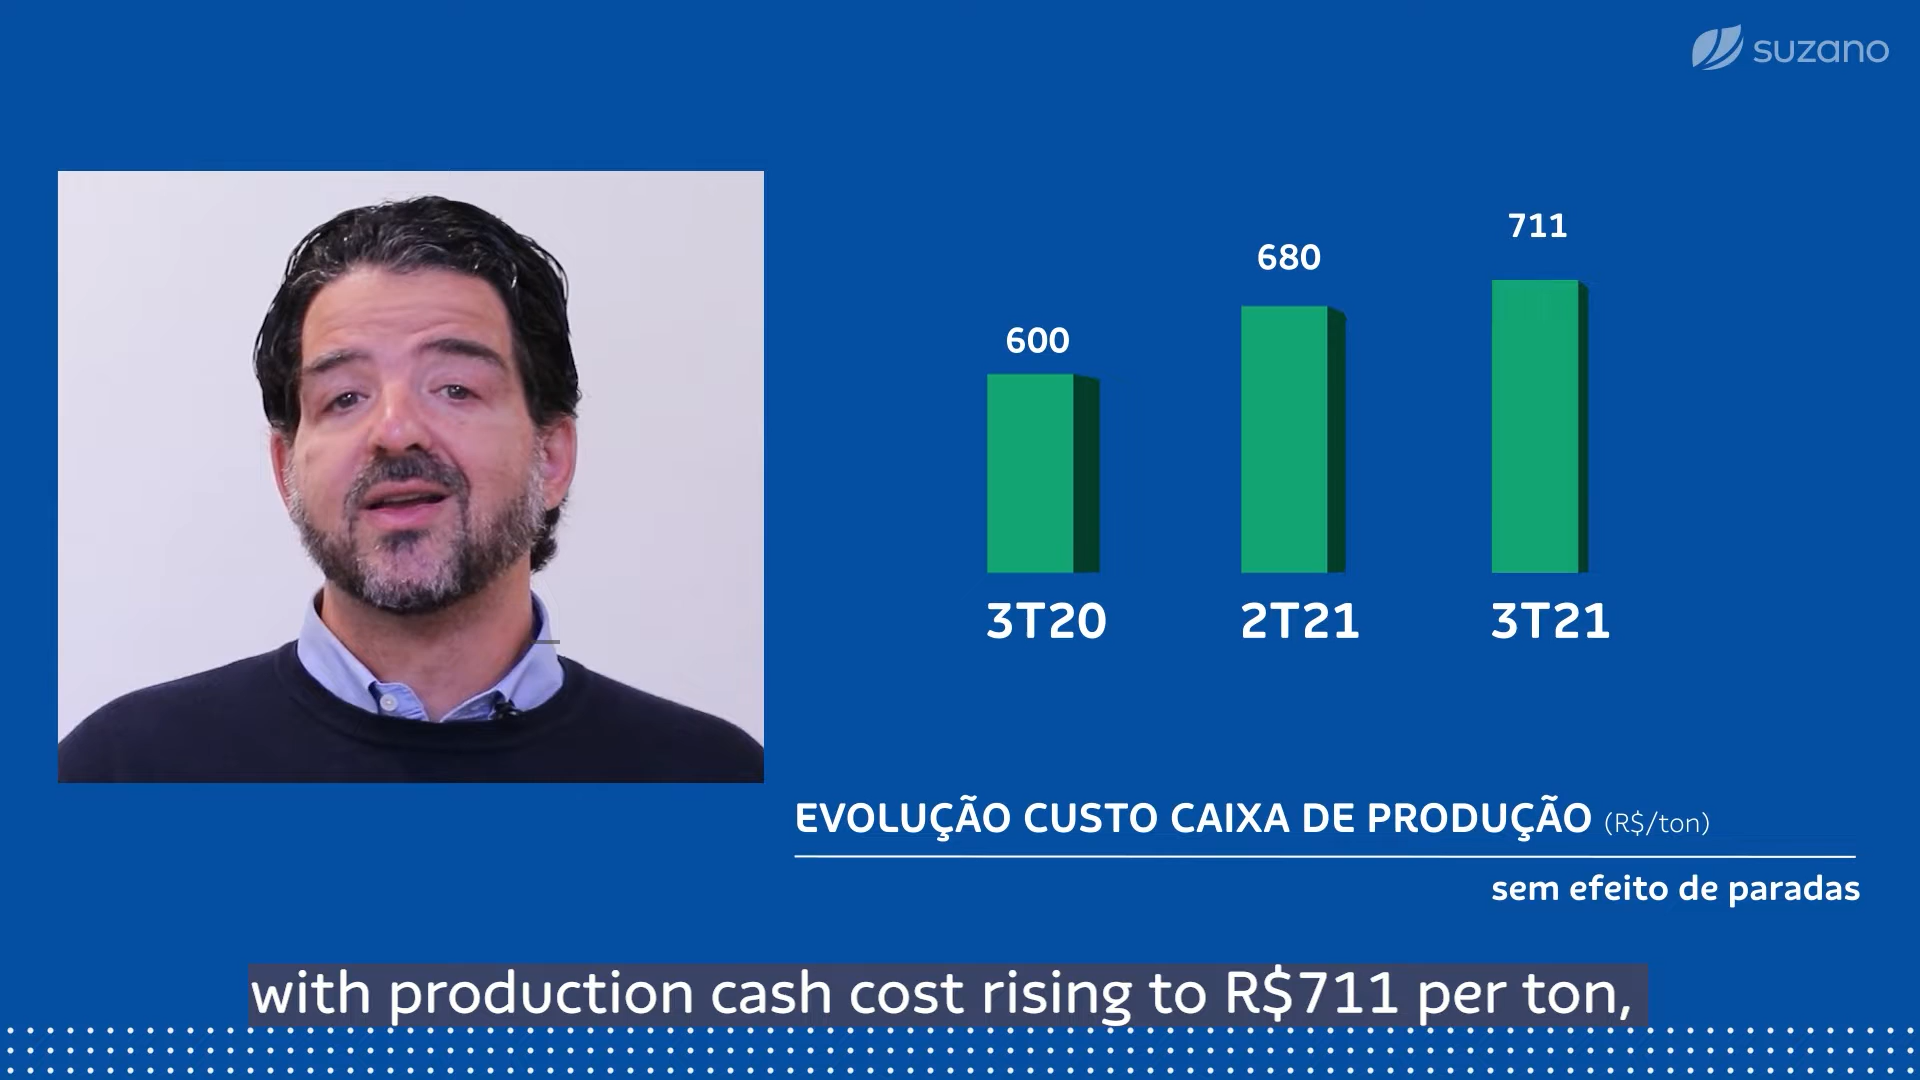 suzano
711
680
600
3T20 2T21 3T21
EVOLUÇÃO CUSTO CAIXA DE PRODUÇÃO (R$/ton)
sem efeito de paradas
with production cash cost rising to R$711 per ton,